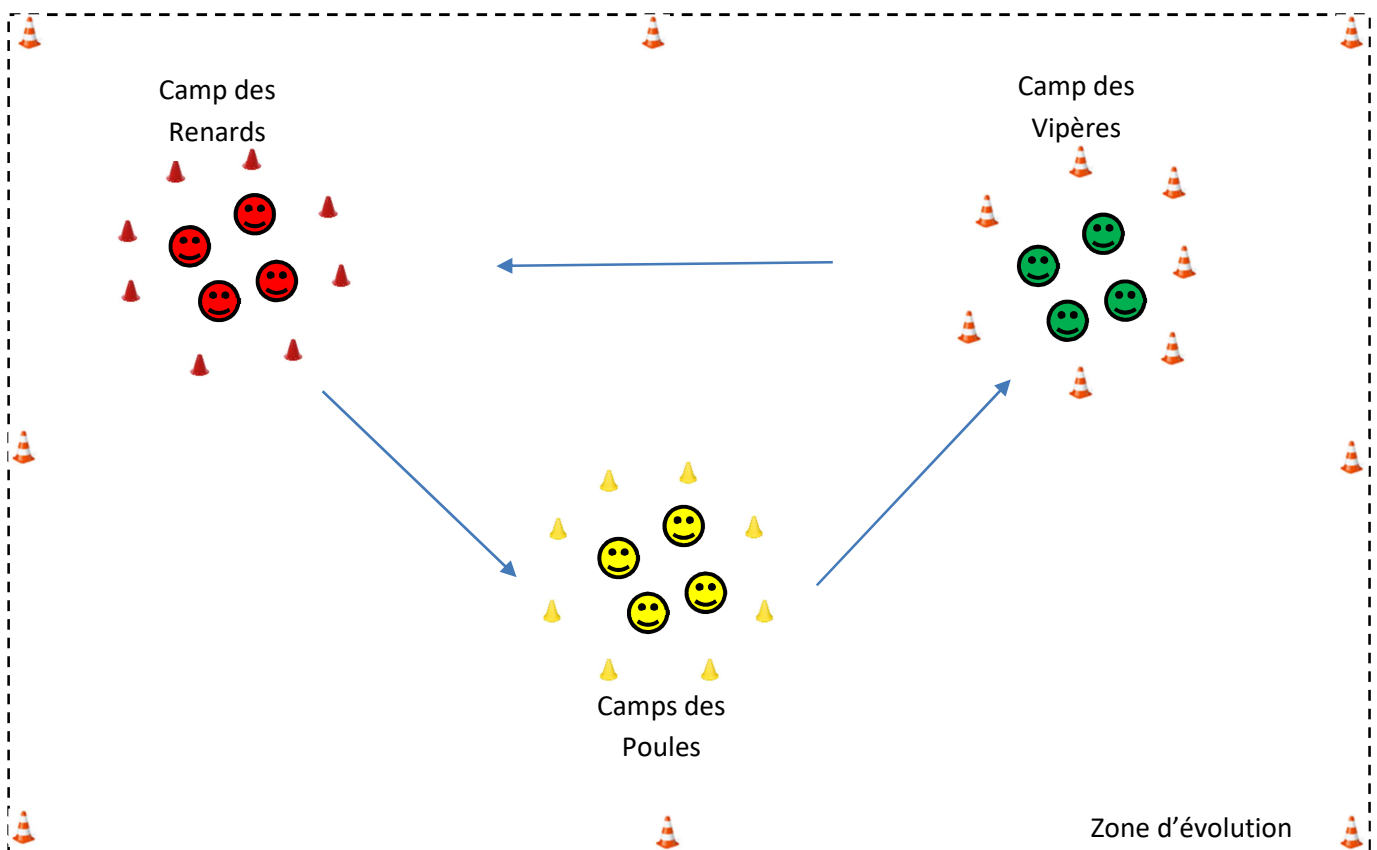 Camp des
Renards
Camp des
Vipères
Camps des
Poules
Zone d'évolution